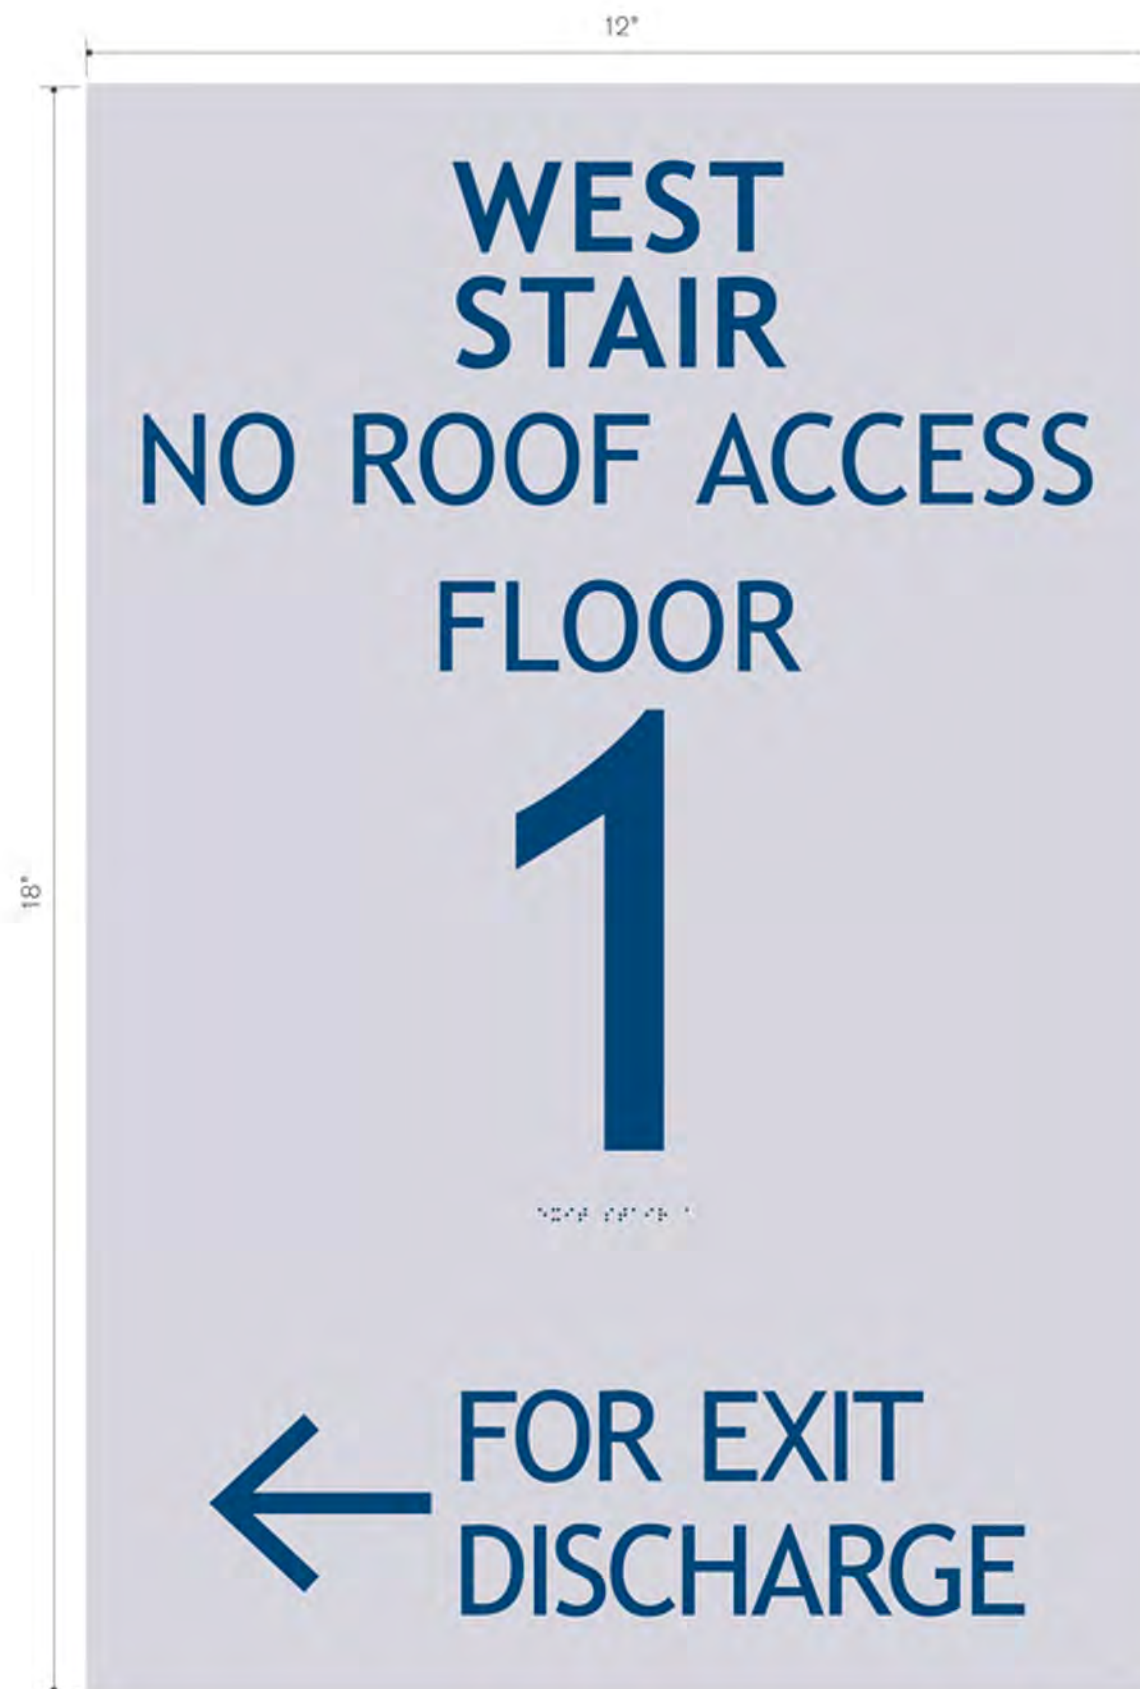 12"
18"
WEST
STAIR
NO ROOF ACCESS
FLOOR
1
⠑⠭⠊⠞ ⠎⠞⠁⠊⠗ ⠁
FOR EXIT
DISCHARGE